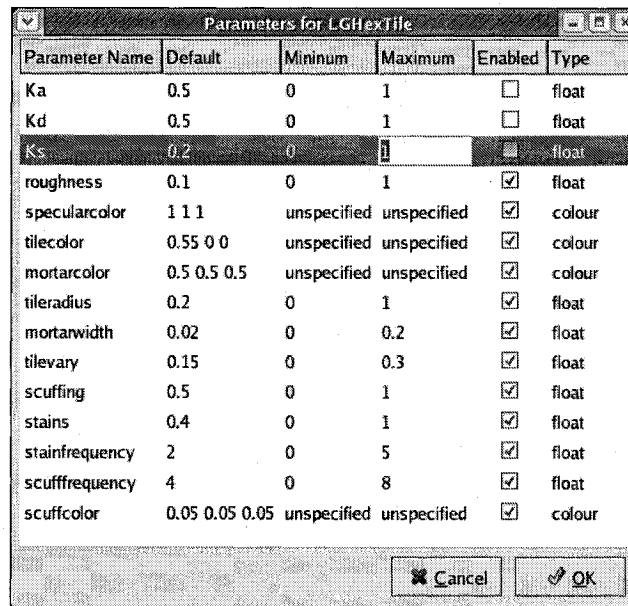 Parameters for LGHexTile
Parameter Name Default Mininum Maximum Enabled Type
Ka 0.5 0 1 float
Kd 0.5 0 1 float
Ks 0.2 0 1 float
roughness 0.1 0 1 float
specularcolor 1 1 1 unspecified unspecified colour
tilecolor 0.55 0 0 unspecified unspecified colour
mortarcolor 0.5 0.5 0.5 unspecified unspecified colour
tileradius 0.2 0 1 float
mortarwidth 0.02 0 0.2 float
tilevary 0.15 0 0.3 float
scuffing 0.5 0 1 float
stains 0.4 0 1 float
stainfrequency 2 0 5 float
scufffrequency 4 0 8 float
scuffcolor 0.05 0.05 0.05 unspecified unspecified colour
Cancel OK